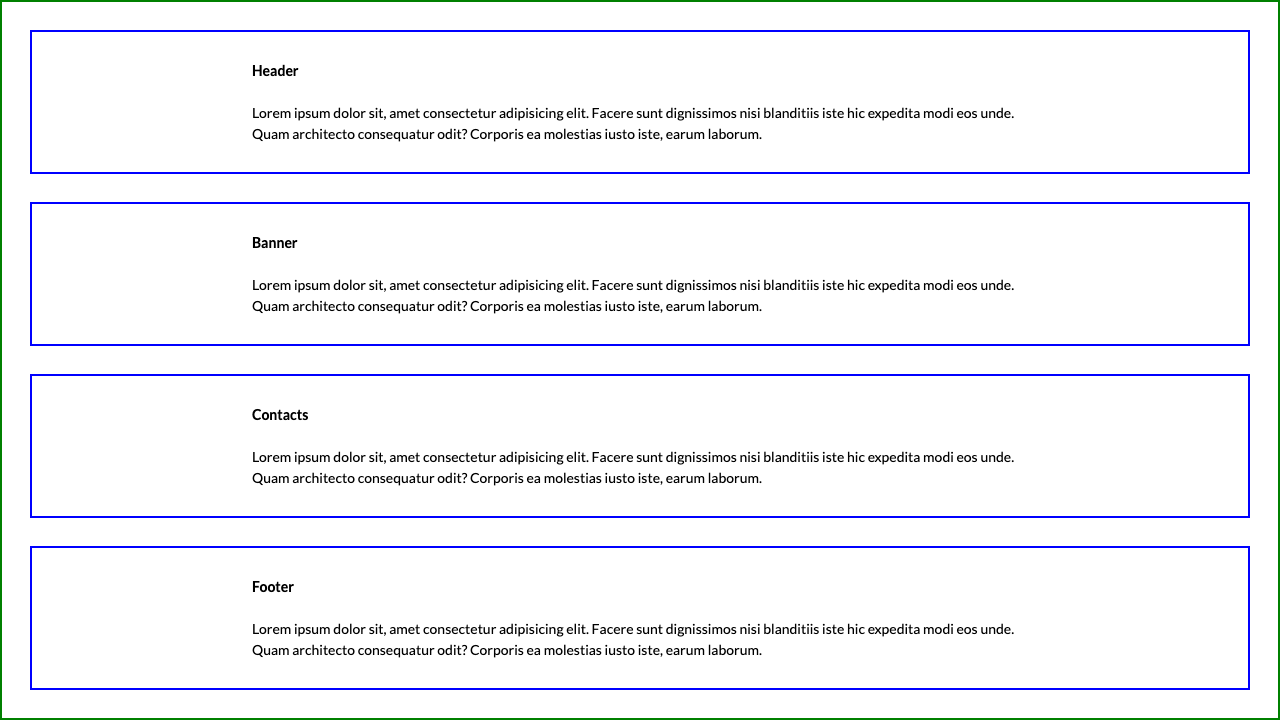 Header
Lorem ipsum dolor sit, amet consectetur adipisicing elit. Facere sunt dignissimos nisi blanditiis iste hic expedita modi eos unde.
Quam architecto consequatur odit? Corporis ea molestias iusto iste, earum laborum.
Banner
Lorem ipsum dolor sit, amet consectetur adipisicing elit. Facere sunt dignissimos nisi blanditiis iste hic expedita modi eos unde.
Quam architecto consequatur odit? Corporis ea molestias iusto iste, earum laborum.
Contacts
Lorem ipsum dolor sit, amet consectetur adipisicing elit. Facere sunt dignissimos nisi blanditiis iste hic expedita modi eos unde.
Quam architecto consequatur odit? Corporis ea molestias iusto iste, earum laborum.
Footer
Lorem ipsum dolor sit, amet consectetur adipisicing elit. Facere sunt dignissimos nisi blanditiis iste hic expedita modi eos unde.
Quam architecto consequatur odit? Corporis ea molestias iusto iste, earum laborum.